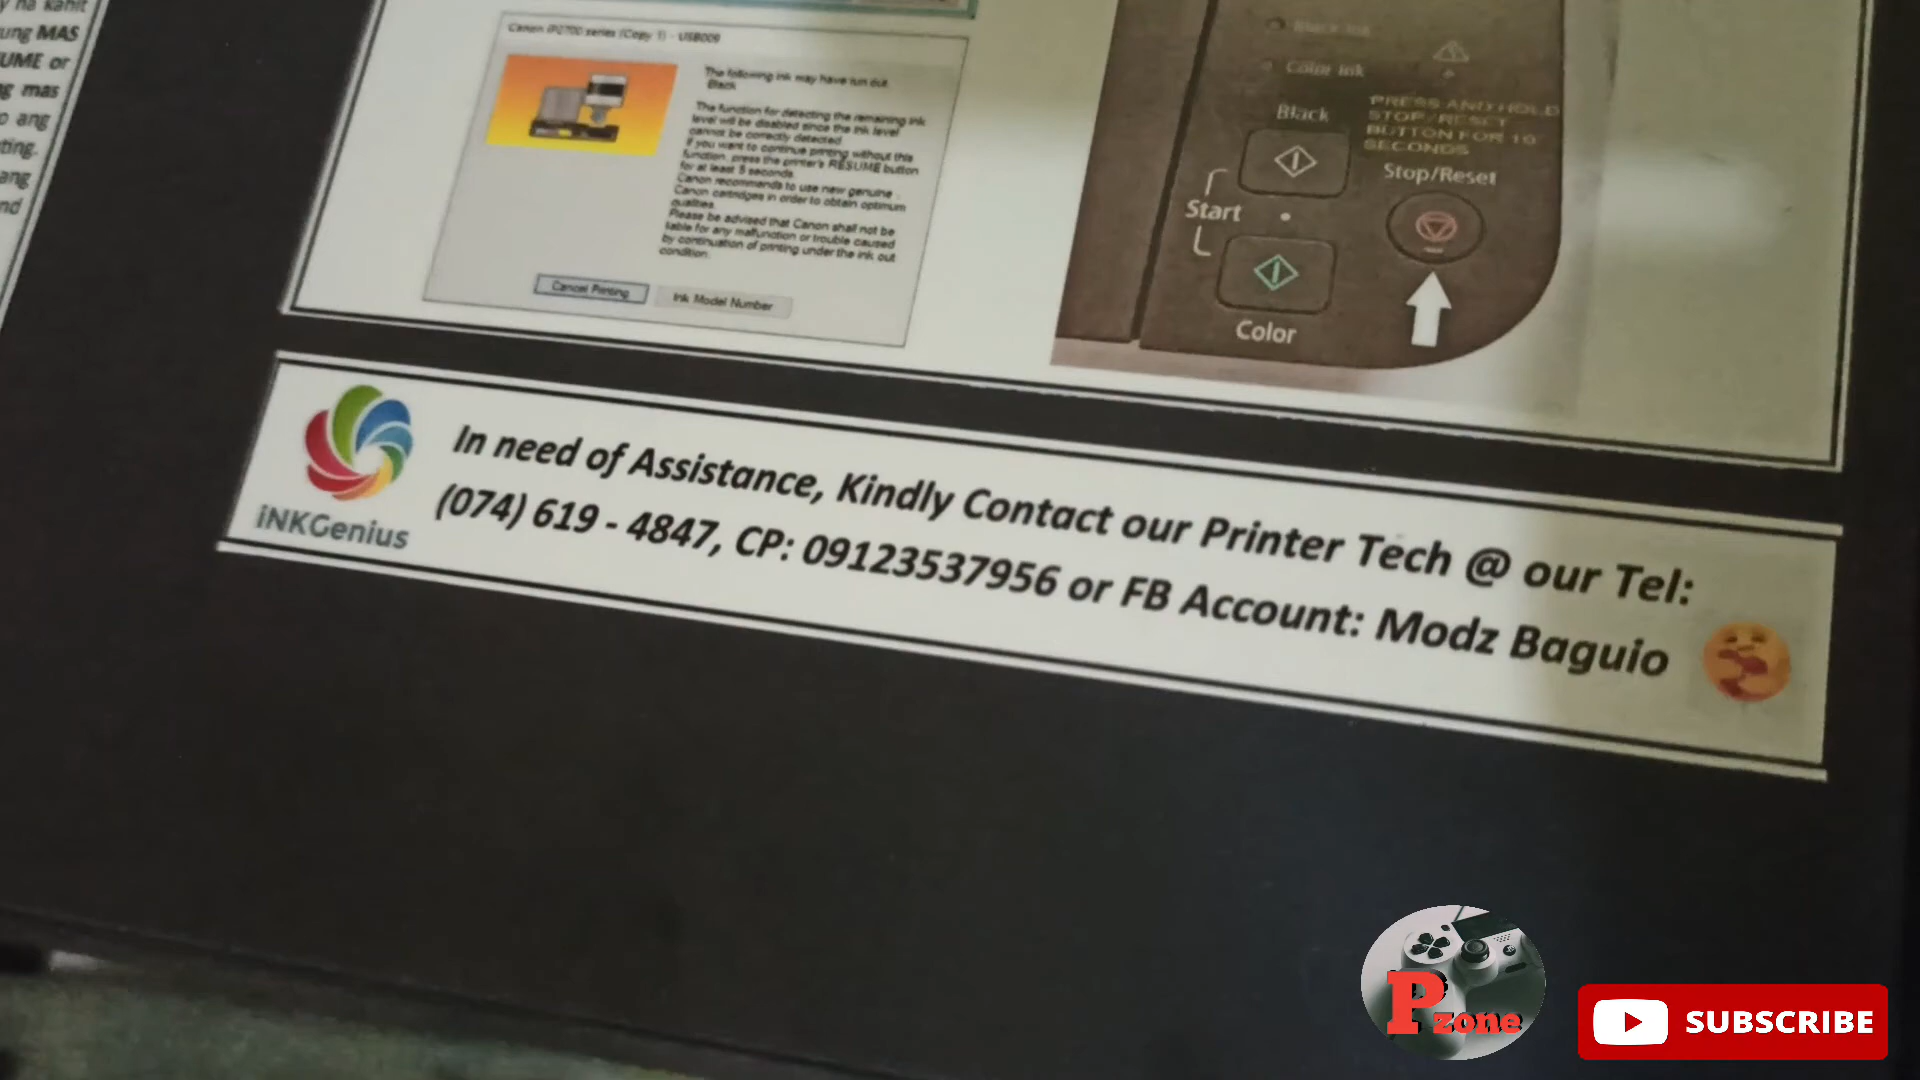 y na kahit
ung MAS
UME or
g mas
o ang
ting.
ang
nd
Canon iP2700 series (Copy 1) - USB009
The following ink may have run out.
Black
The function for detecting the remaining ink
level will be disabled since the ink level
cannot be correctly detected.
If you want to continue printing without this
function, press the printer's RESUME button
for at least 5 seconds.
Canon recommends to use new genuine
Canon cartridges in order to obtain optimum
qualities.
Please be advised that Canon shall not be
liable for any malfunction or trouble caused
by continuation of printing under the ink out
condition.
Cancel Printing
Ink Model Number
Black Ink
Color Ink
Black
PRESS AND HOLD
STOP/RESET
BUTTON FOR 10
SECONDS
Stop/Reset
Start
Color
iNKGenius
In need of Assistance, Kindly Contact our Printer Tech @ our Tel:
(074) 619 - 4847, CP: 09123537956 or FB Account: Modz Baguio
P zone
SUBSCRIBE